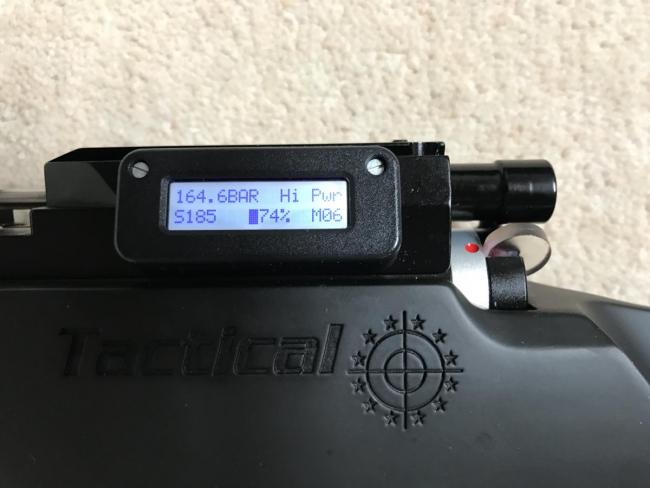 164.6BAR Hi Pwr
S185 74% M06
Tactical